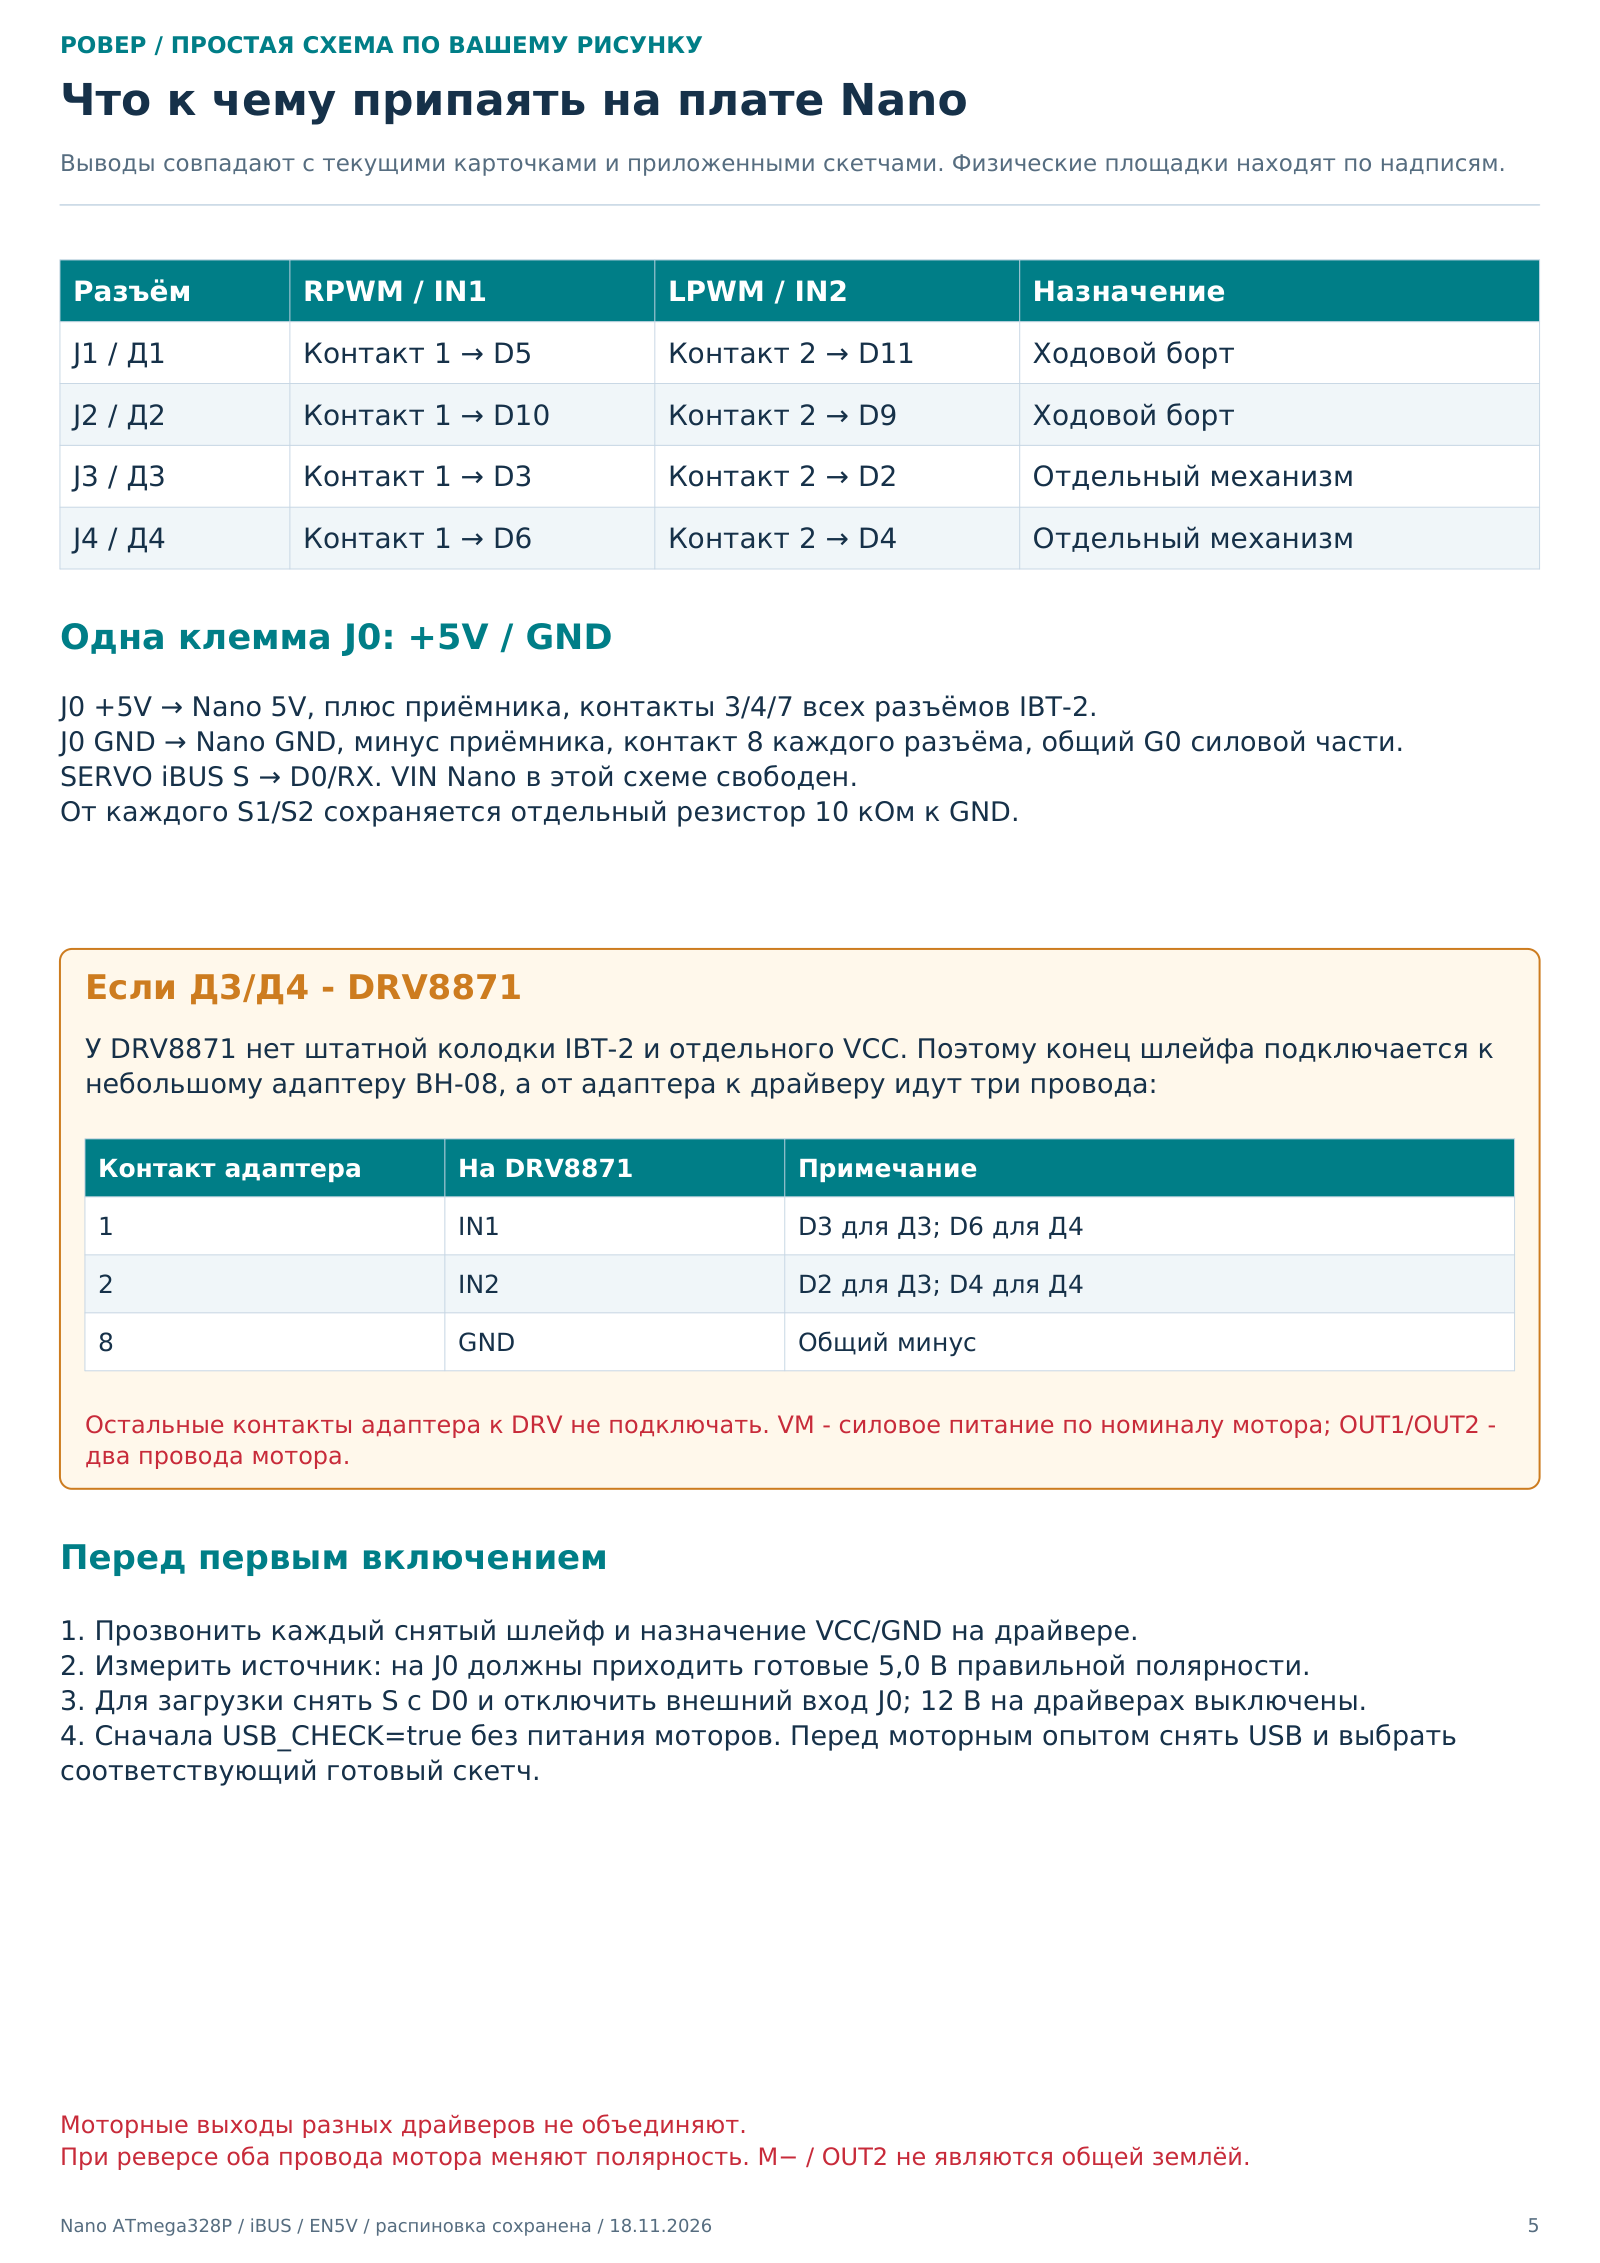 РОВЕР / ПРОСТАЯ СХЕМА ПО ВАШЕМУ РИСУНКУ
Что к чему припаять на плате Nano
Выводы совпадают с текущими карточками и приложенными скетчами. Физические площадки находят по надписям.
Разъём RPWM / IN1 LPWM / IN2 Назначение
J1 / Д1 Контакт 1 → D5 Контакт 2 → D11 Ходовой борт
J2 / Д2 Контакт 1 → D10 Контакт 2 → D9 Ходовой борт
J3 / Д3 Контакт 1 → D3 Контакт 2 → D2 Отдельный механизм
J4 / Д4 Контакт 1 → D6 Контакт 2 → D4 Отдельный механизм
Одна клемма J0: +5V / GND
J0 +5V → Nano 5V, плюс приёмника, контакты 3/4/7 всех разъёмов IBT-2.
J0 GND → Nano GND, минус приёмника, контакт 8 каждого разъёма, общий G0 силовой части.
SERVO iBUS S → D0/RX. VIN Nano в этой схеме свободен.
От каждого S1/S2 сохраняется отдельный резистор 10 кОм к GND.
Если Д3/Д4 - DRV8871
У DRV8871 нет штатной колодки IBT-2 и отдельного VCC. Поэтому конец шлейфа подключается к
небольшому адаптеру BH-08, а от адаптера к драйверу идут три провода:
Контакт адаптера На DRV8871 Примечание
1 IN1 D3 для Д3; D6 для Д4
2 IN2 D2 для Д3; D4 для Д4
8 GND Общий минус
Остальные контакты адаптера к DRV не подключать. VM - силовое питание по номиналу мотора; OUT1/OUT2 -
два провода мотора.
Перед первым включением
1. Прозвонить каждый снятый шлейф и назначение VCC/GND на драйвере.
2. Измерить источник: на J0 должны приходить готовые 5,0 В правильной полярности.
3. Для загрузки снять S с D0 и отключить внешний вход J0; 12 В на драйверах выключены.
4. Сначала USB_CHECK=true без питания моторов. Перед моторным опытом снять USB и выбрать
соответствующий готовый скетч.
Моторные выходы разных драйверов не объединяют.
При реверсе оба провода мотора меняют полярность. M− / OUT2 не являются общей землёй.
Nano ATmega328P / iBUS / EN5V / распиновка сохранена / 18.11.2026 5